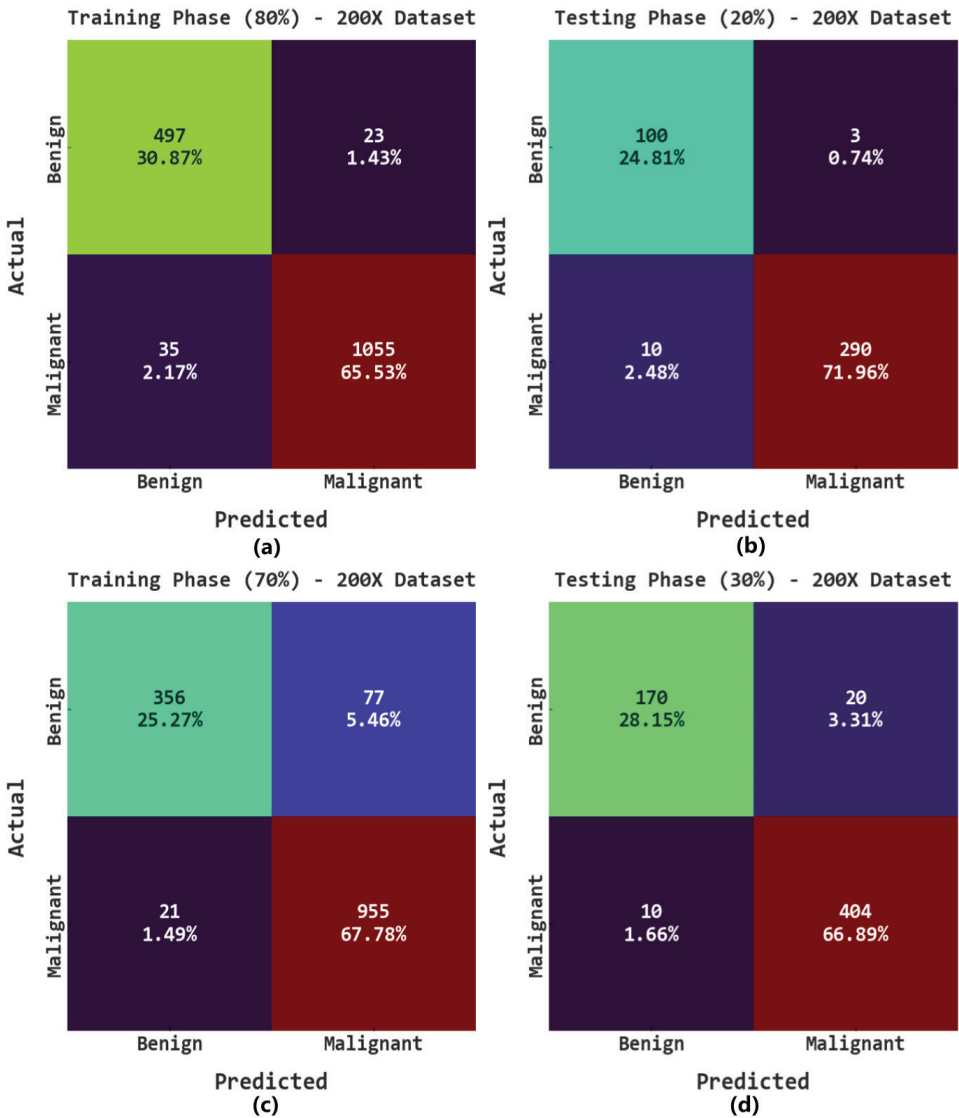 Training Phase (80%) - 200X Dataset
Actual
Benign
Malignant
497
30.87%
23
1.43%
35
2.17%
1055
65.53%
Benign
Malignant
Predicted
(a)
Testing Phase (20%) - 200X Dataset
Actual
Benign
Malignant
100
24.81%
3
0.74%
10
2.48%
290
71.96%
Benign
Malignant
Predicted
(b)
Training Phase (70%) - 200X Dataset
Actual
Benign
Malignant
356
25.27%
77
5.46%
21
1.49%
955
67.78%
Benign
Malignant
Predicted
(c)
Testing Phase (30%) - 200X Dataset
Actual
Benign
Malignant
170
28.15%
20
3.31%
10
1.66%
404
66.89%
Benign
Malignant
Predicted
(d)